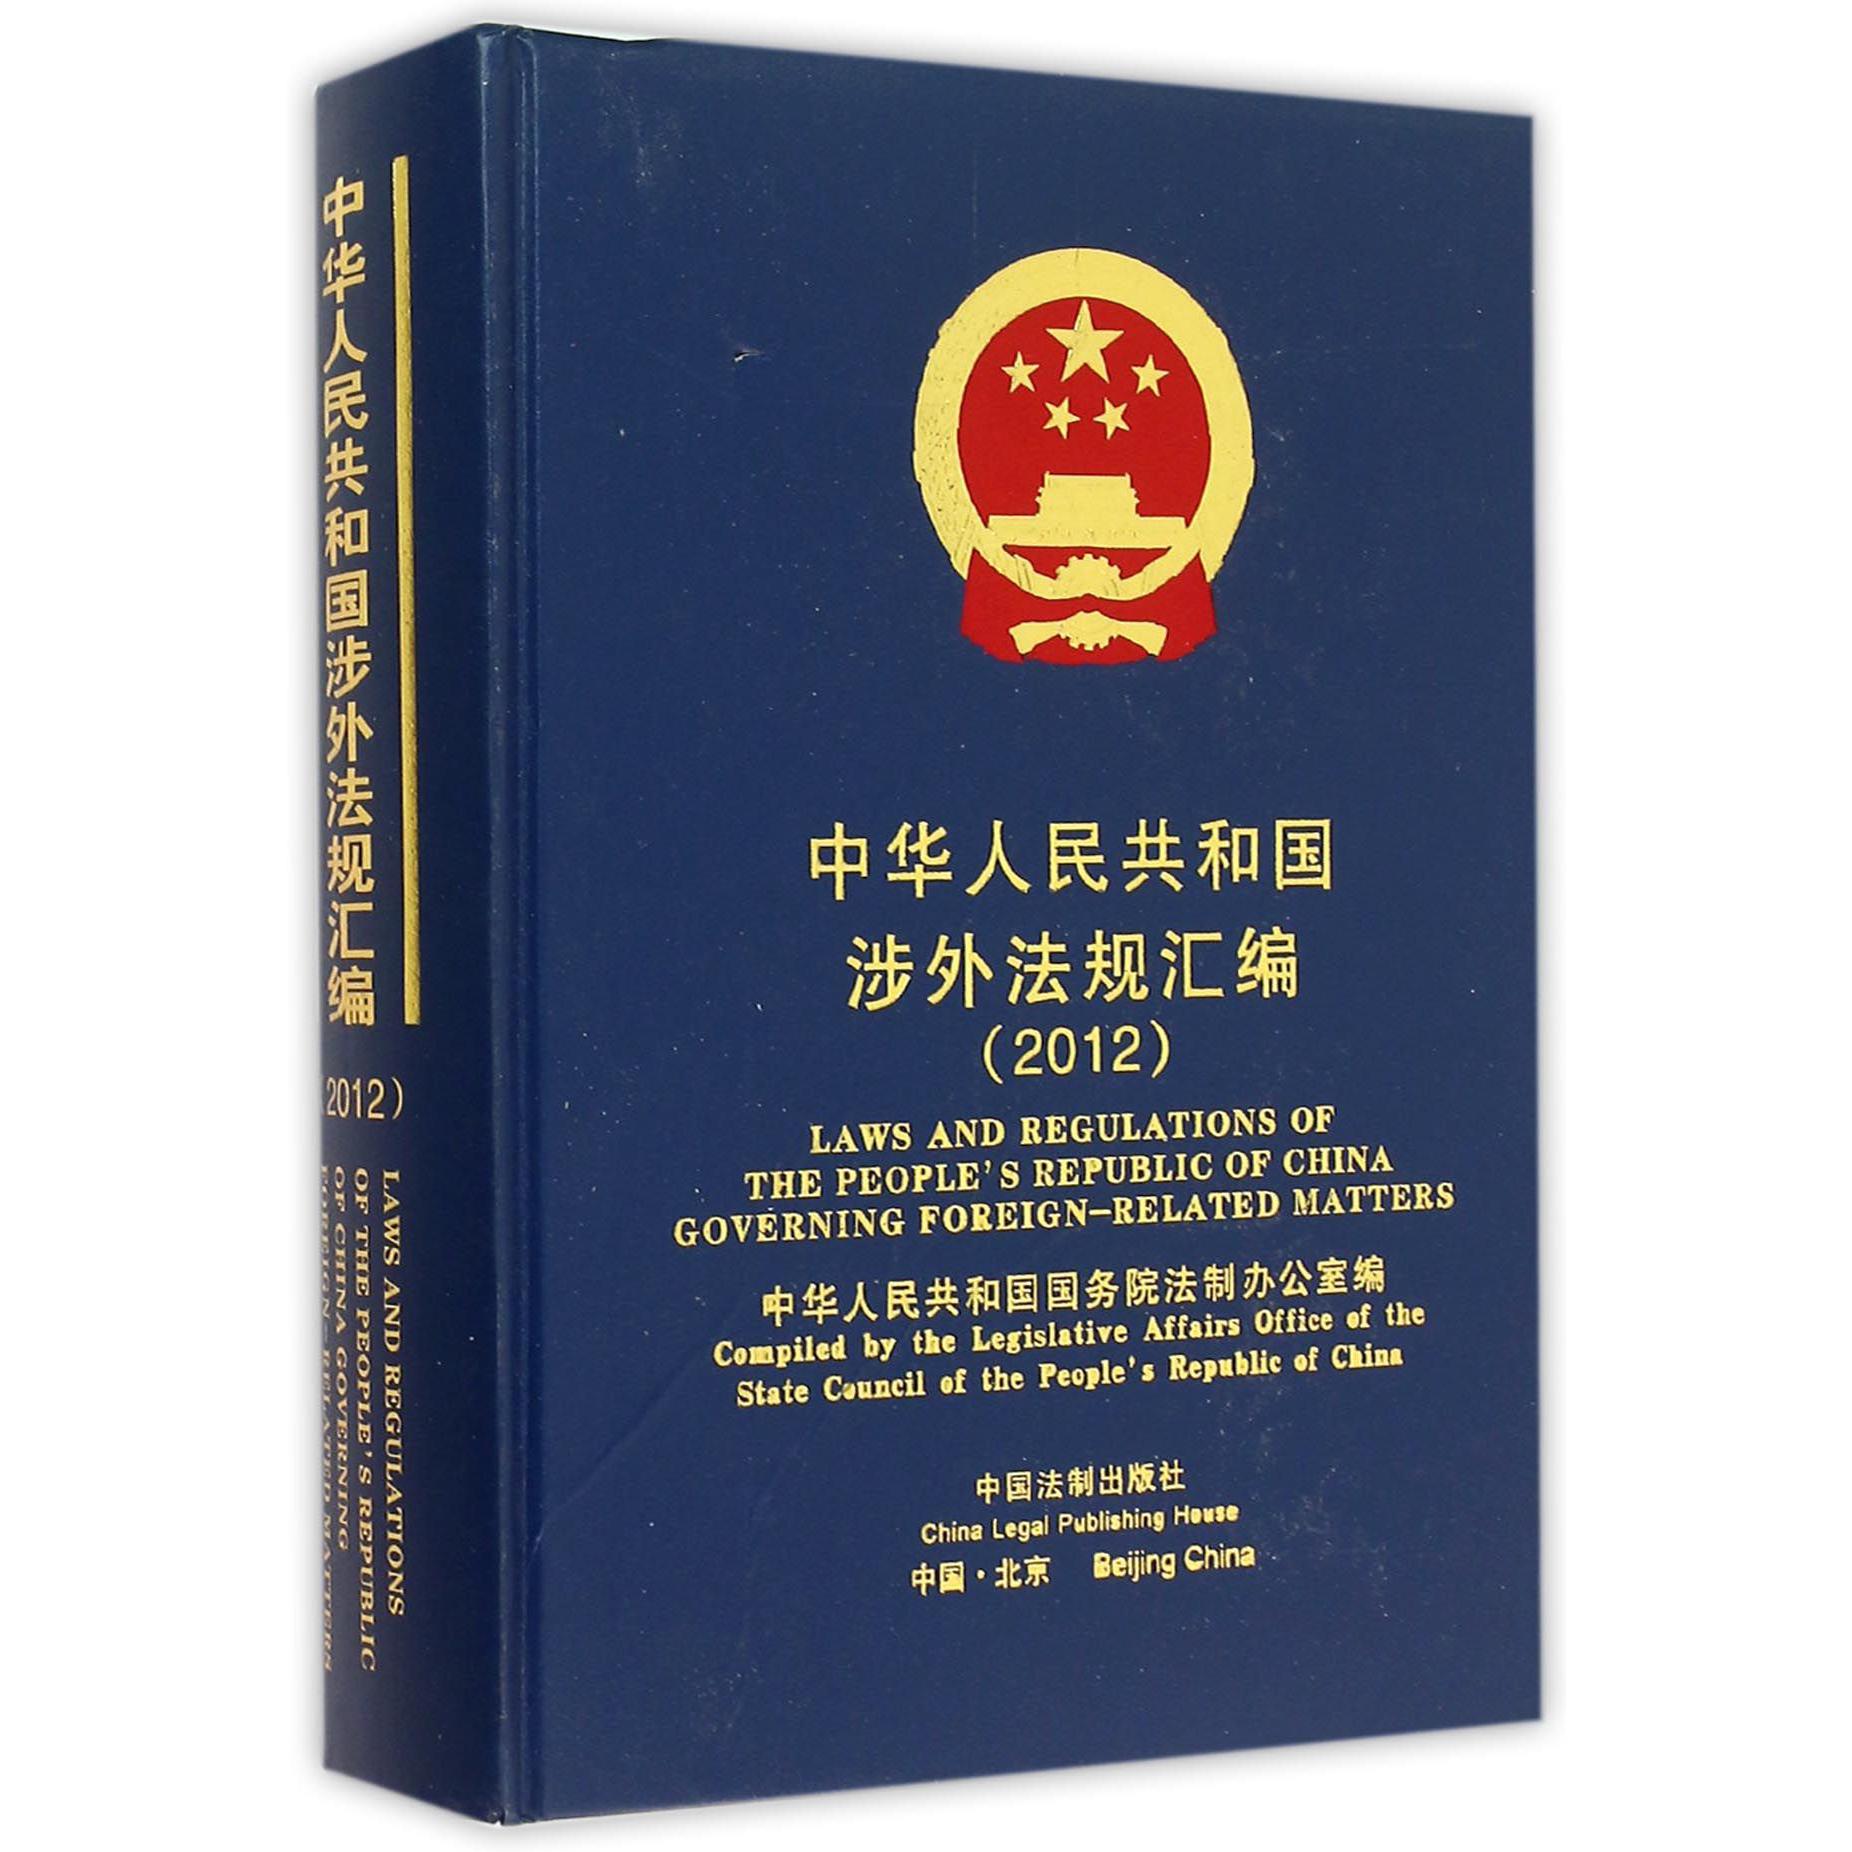 中华人民共和国涉外法规汇编
(2012)
LAWS AND REGULATIONS
OF THE PEOPLE'S REPUBLIC
OF CHINA GOVERNING
FOREIGN-RELATED MATTERS
中华人民共和国
涉外法规汇编
(2012)
LAWS AND REGULATIONS OF
THE PEOPLE'S REPUBLIC OF CHINA
GOVERNING FOREIGN-RELATED MATTERS
中华人民共和国国务院法制办公室编
Compiled by the Legislative Affairs Office of the
State Council of the People's Republic of China
中国法制出版社
China Legal Publishing House
中国·北京 Beijing China